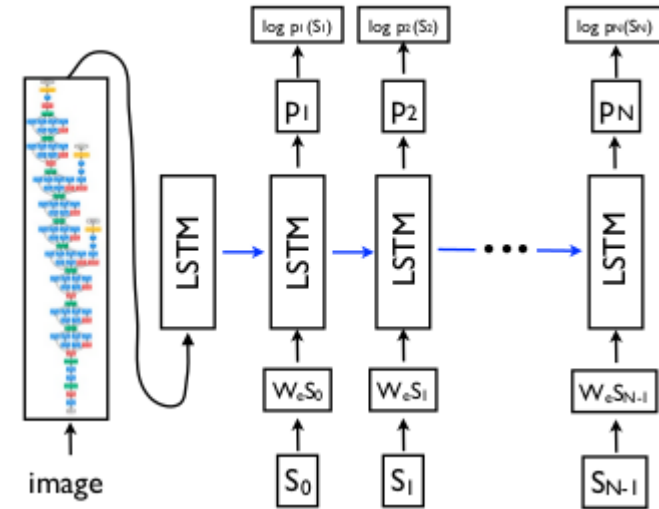 log p₁(S₁) log p₂(S₂) log pN(SN)
p₁ p₂ pN
LSTM LSTM LSTM LSTM
WeS₀ WeS₁ WeSN-1
image S₀ S₁ SN-1